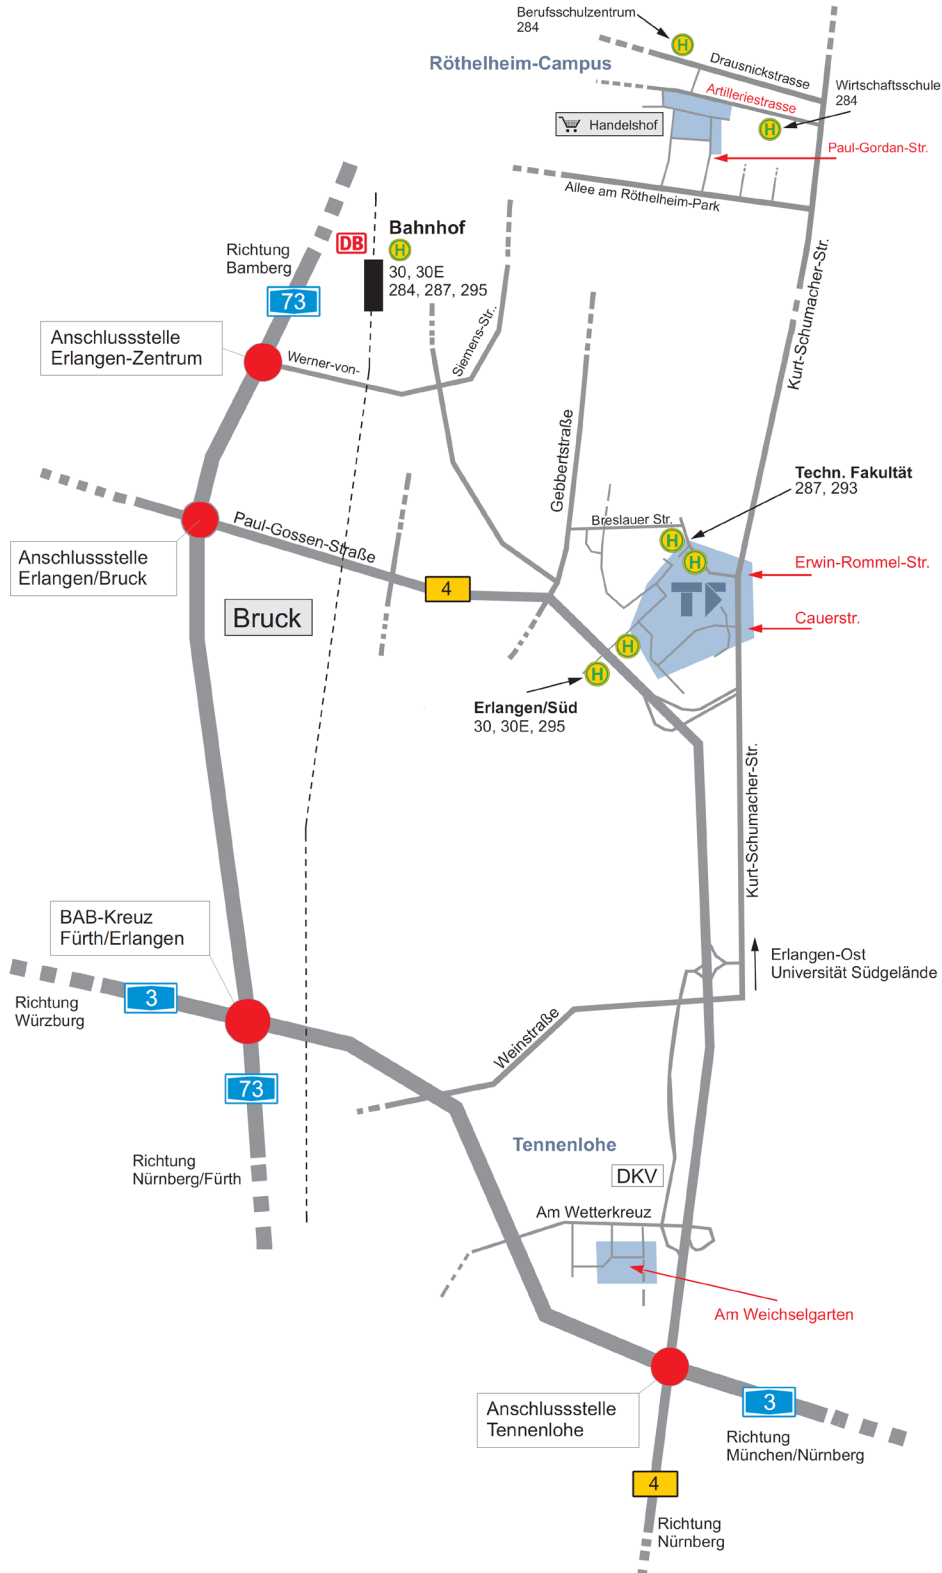 Berufsschulzentrum
284
H
Drausnickstrasse
Röthelheim-Campus
Wirtschaftsschule
284
Artilleriestrasse
Handelshof
H
Paul-Gordan-Str.
Allee am Röthelheim-Park
DB
Bahnhof
H
30, 30E
284, 287, 295
Richtung
Bamberg
73
Kurt-Schumacher-Str.
Anschlussstelle
Erlangen-Zentrum
Werner-von-
Siemens-Str..
Gebbertstraße
Techn. Fakultät
287, 293
Paul-Gossen-Straße
Breslauer Str.
H
H
Anschlussstelle
Erlangen/Bruck
Erwin-Rommel-Str.
4
TF
Bruck
Cauerstr.
H
H
Erlangen/Süd
30, 30E, 295
Kurt-Schumacher-Str.
BAB-Kreuz
Fürth/Erlangen
Erlangen-Ost
Universität Südgelände
3
Richtung
Würzburg
Weinstraße
73
Tennenlohe
Richtung
Nürnberg/Fürth
DKV
Am Wetterkreuz
Am Weichselgarten
Anschlussstelle
Tennenlohe
3
Richtung
München/Nürnberg
4
Richtung
Nürnberg